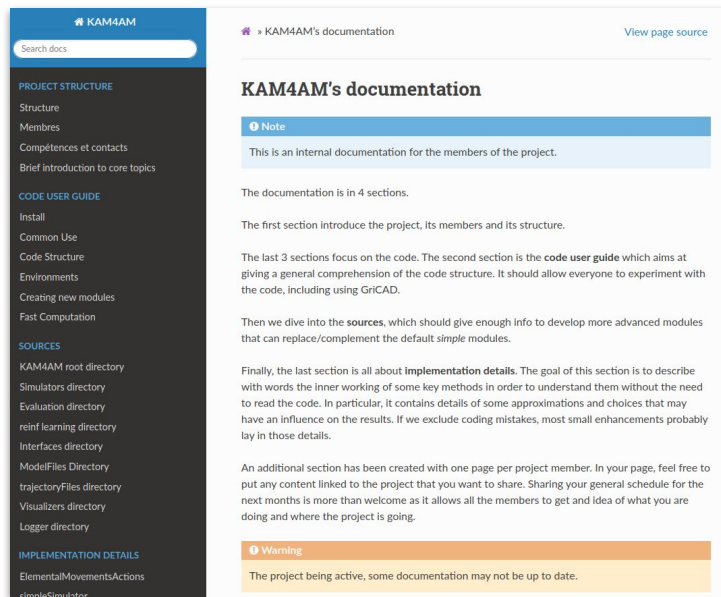 KAM4AM
Search docs
PROJECT STRUCTURE
Structure
Membres
Compétences et contacts
Brief introduction to core topics
CODE USER GUIDE
Install
Common Use
Code Structure
Environments
Creating new modules
Fast Computation
SOURCES
KAM4AM root directory
Simulators directory
Evaluation directory
reinf learning directory
Interfaces directory
ModelFiles Directory
trajectoryFiles directory
Visualizers directory
Logger directory
IMPLEMENTATION DETAILS
ElementalMovementsActions
simpleSimulator
» KAM4AM's documentation
View page source
KAM4AM's documentation
Note
This is an internal documentation for the members of the project.
The documentation is in 4 sections.
The first section introduce the project, its members and its structure.
The last 3 sections focus on the code. The second section is the code user guide which aims at
giving a general comprehension of the code structure. It should allow everyone to experiment with
the code, including using GriCAD.
Then we dive into the sources, which should give enough info to develop more advanced modules
that can replace/complement the default simple modules.
Finally, the last section is all about implementation details. The goal of this section is to describe
with words the inner working of some key methods in order to understand them without the need
to read the code. In particular, it contains details of some approximations and choices that may
have an influence on the results. If we exclude coding mistakes, most small enhancements probably
lay in those details.
An additional section has been created with one page per project member. In your page, feel free to
put any content linked to the project that you want to share. Sharing your general schedule for the
next months is more than welcome as it allows all the members to get and idea of what you are
doing and where the project is going.
Warning
The project being active, some documentation may not be up to date.